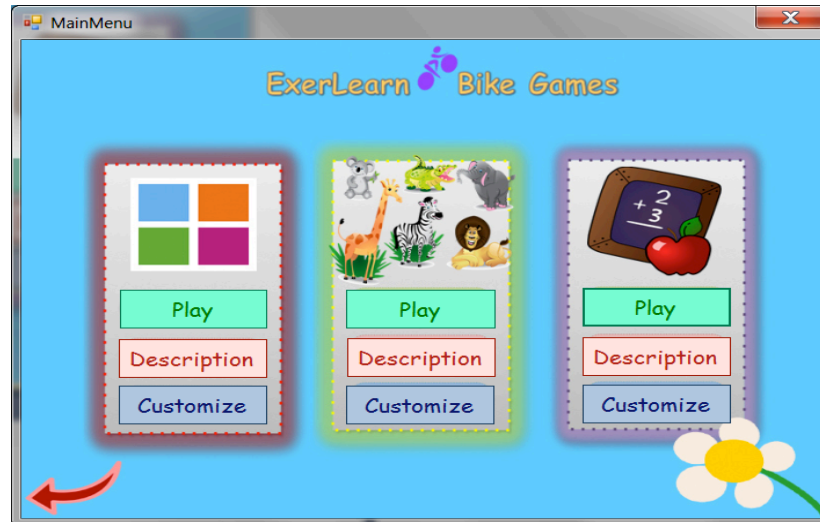 MainMenu
ExerLearn Bike Games
2
+ 3
Play
Description
Customize
Play
Description
Customize
Play
Description
Customize